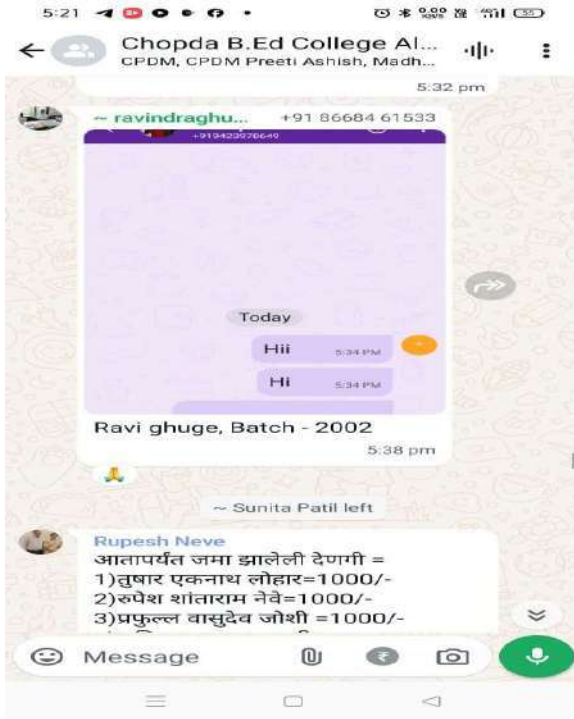 5:21
Chopda B.Ed College Al...
CPDM, CPDM Preeti Ashish, Madh...
5:32 pm
~ ravindraghu... +91 86684 61533
+919423970649
Today
Hii 5:34 PM
Hi 5:34 PM
Ravi ghuge, Batch - 2002
5:38 pm
~ Sunita Patil left
Rupesh Neve
आतापर्यंत जमा झालेली देणगी =
1)तुषार एकनाथ लोहार=1000/-
2)रुपेश शांताराम नेवे=1000/-
3)प्रफुल्ल वासुदेव जोशी =1000/-
Message